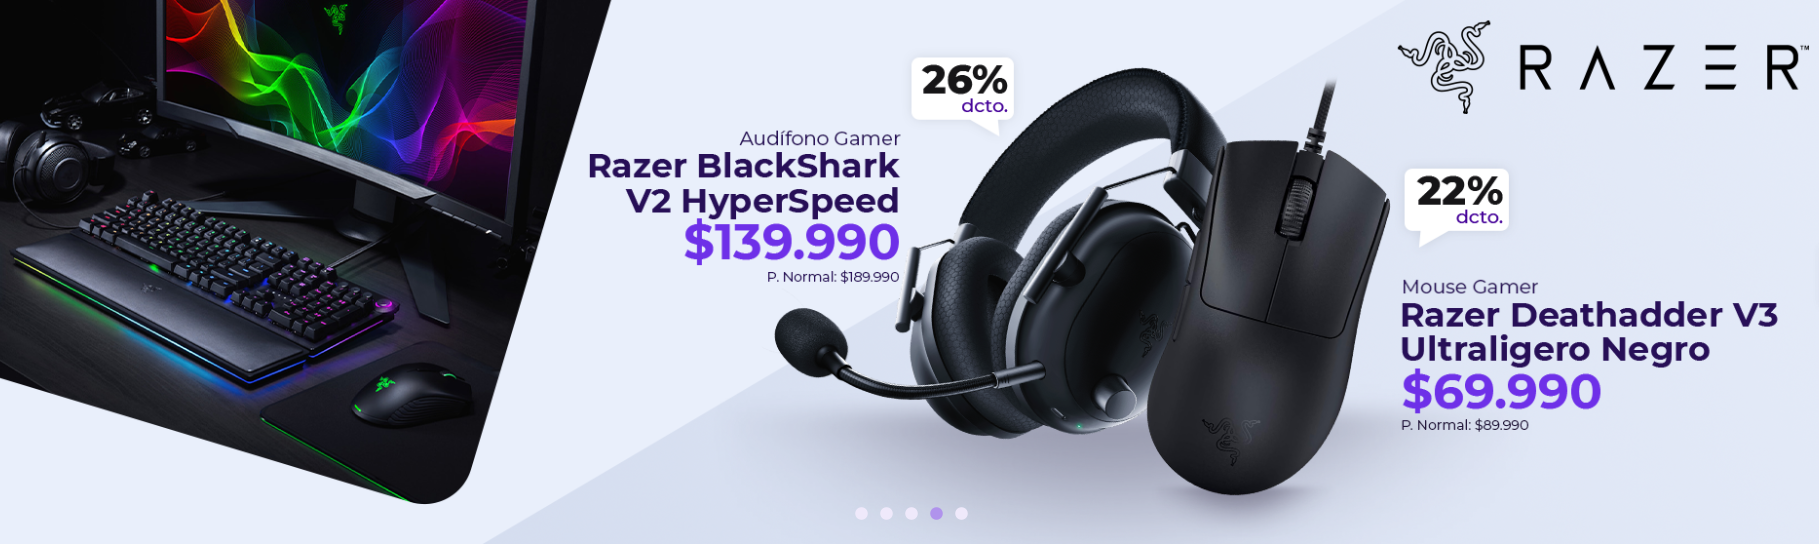 26%
dcto.
Audífono Gamer
Razer BlackShark
V2 HyperSpeed
$139.990
P. Normal: $189.990
RAZER™
22%
dcto.
Mouse Gamer
Razer Deathadder V3
Ultraligero Negro
$69.990
P. Normal: $89.990